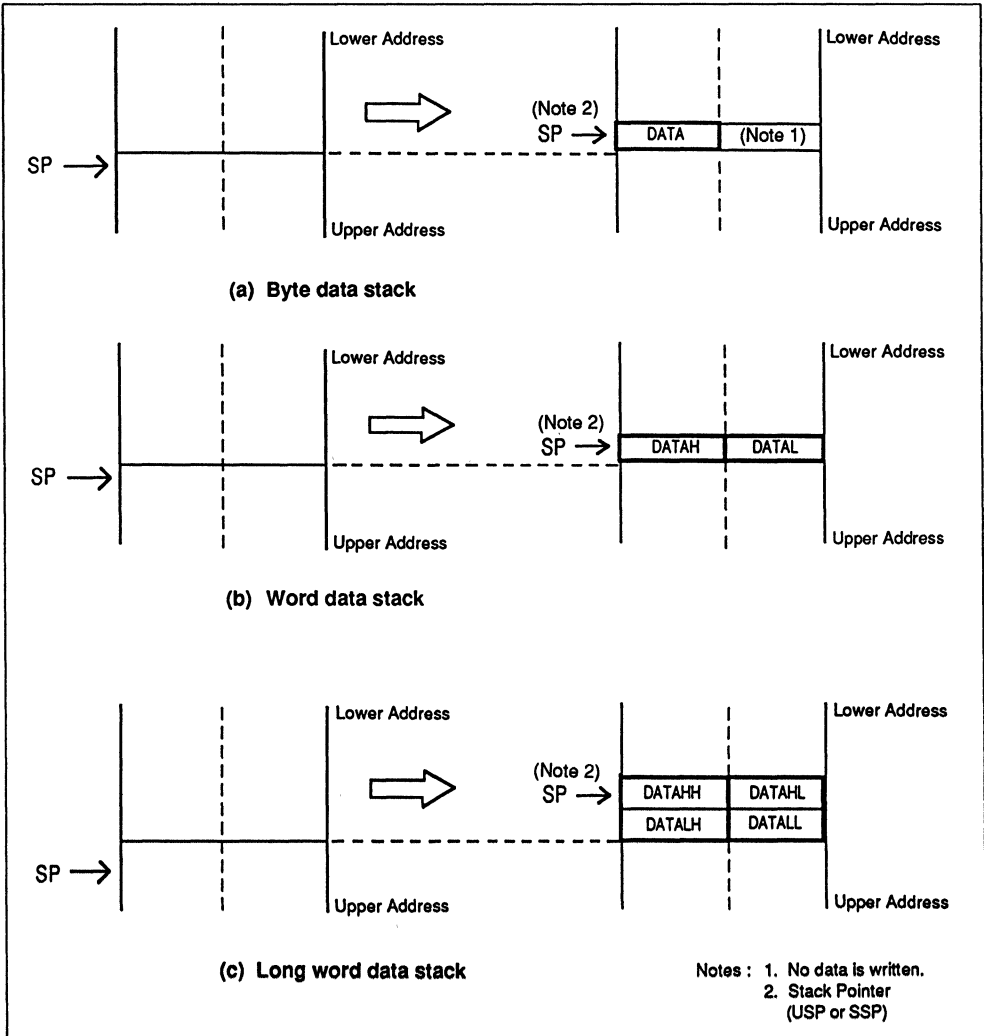 Lower Address
Lower Address
(Note 2)
SP
DATA
(Note 1)
SP
Upper Address
Upper Address
(a) Byte data stack
Lower Address
Lower Address
(Note 2)
SP
DATAH
DATAL
SP
Upper Address
Upper Address
(b) Word data stack
Lower Address
Lower Address
(Note 2)
SP
DATAHH
DATAHL
DATALH
DATALL
SP
Upper Address
Upper Address
(c) Long word data stack
Notes : 1. No data is written.
2. Stack Pointer
(USP or SSP)